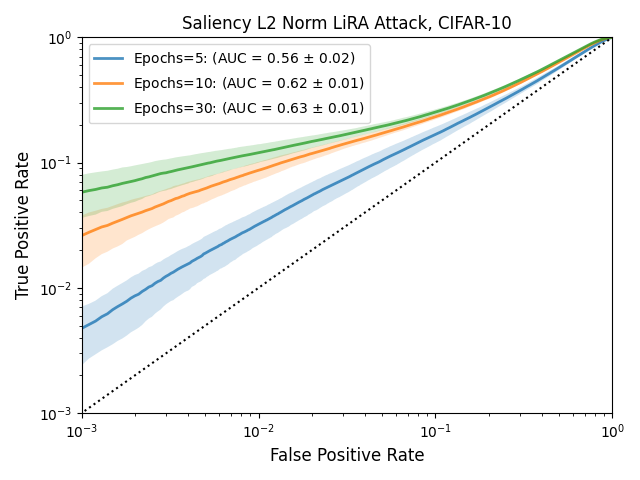 Saliency L2 Norm LiRA Attack, CIFAR-10
Epochs=5: (AUC = 0.56 ± 0.02)
Epochs=10: (AUC = 0.62 ± 0.01)
Epochs=30: (AUC = 0.63 ± 0.01)
True Positive Rate
10⁰
10⁻¹
10⁻²
10⁻³
10⁻³ 10⁻² 10⁻¹ 10⁰
False Positive Rate